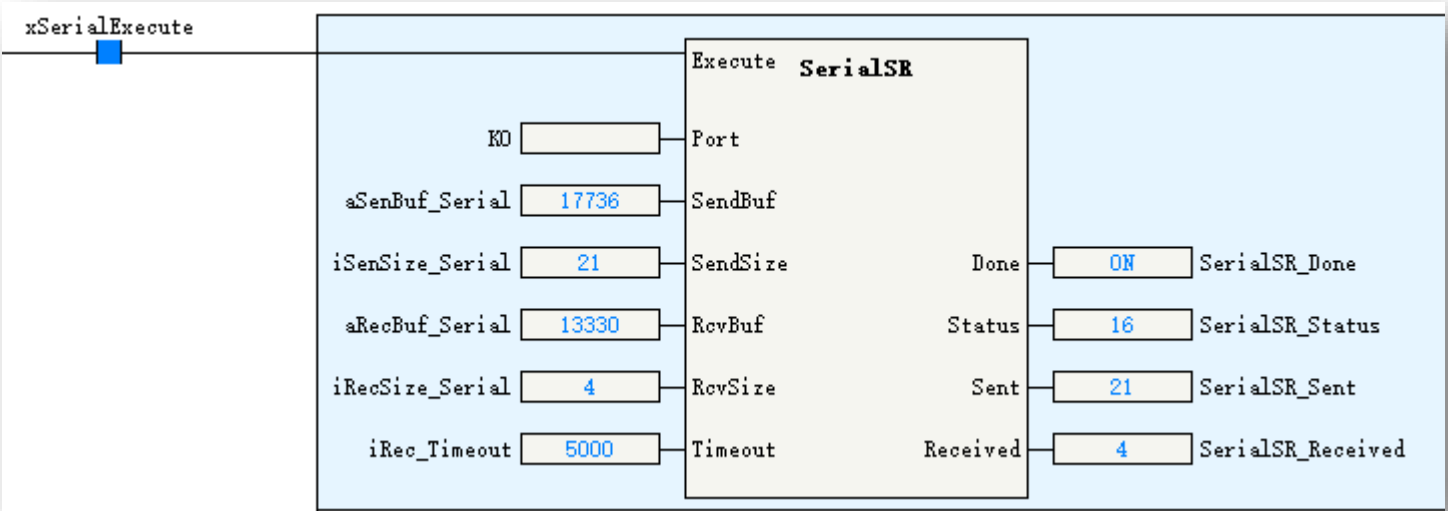 xSerialExecute
Execute SerialSR
K0 Port
aSenBuf_Serial 17736 SendBuf
iSenSize_Serial 21 SendSize Done ON SerialSR_Done
aRecBuf_Serial 13330 RcvBuf Status 16 SerialSR_Status
iRecSize_Serial 4 RcvSize Sent 21 SerialSR_Sent
iRec_Timeout 5000 Timeout Received 4 SerialSR_Received